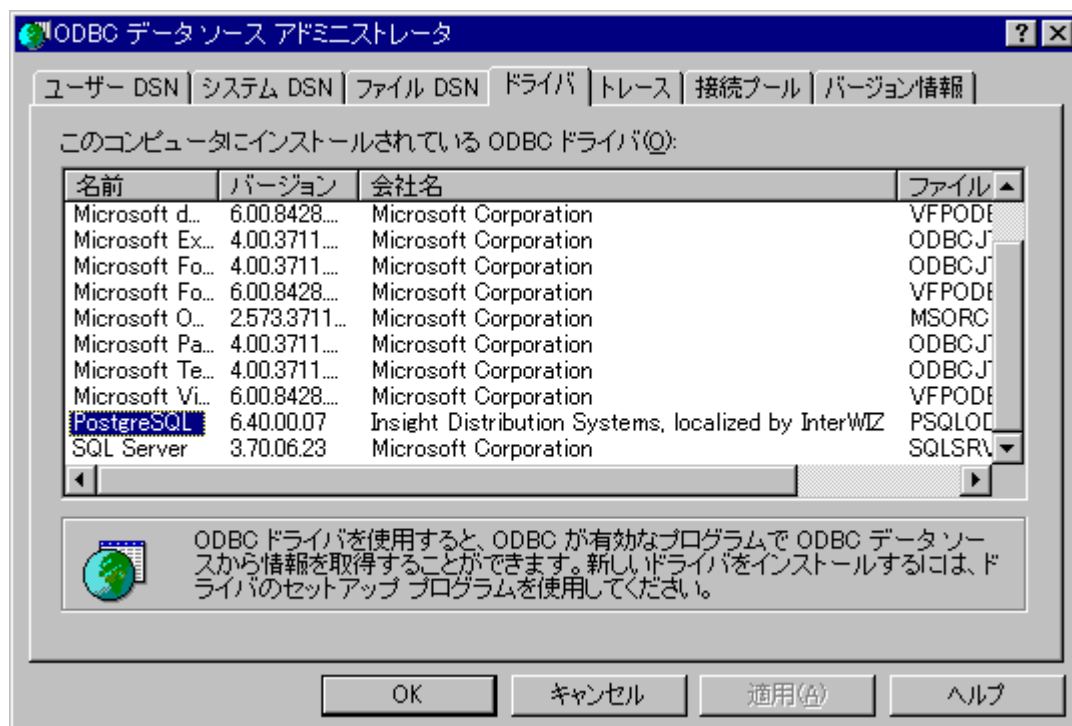 ODBC データ ソース アドミニストレータ
ユーザー DSN システム DSN ファイル DSN ドライバ トレース 接続プール バージョン情報
このコンピュータにインストールされている ODBC ドライバ(O):
名前 バージョン 会社名 ファイル
Microsoft d... 6.00.8428.... Microsoft Corporation VFPODB
Microsoft Ex... 4.00.3711.... Microsoft Corporation ODBCJT
Microsoft Fo... 4.00.3711.... Microsoft Corporation ODBCJT
Microsoft Fo... 6.00.8428.... Microsoft Corporation VFPODB
Microsoft O... 2.573.3711... Microsoft Corporation MSORC
Microsoft Pa... 4.00.3711.... Microsoft Corporation ODBCJT
Microsoft Te... 4.00.3711.... Microsoft Corporation ODBCJT
Microsoft Vi... 6.00.8428.... Microsoft Corporation VFPODB
PostgreSQL 6.40.00.07 Insight Distribution Systems, localized by InterWIZ PSQLOD
SQL Server 3.70.06.23 Microsoft Corporation SQLSRV
ODBC ドライバを使用すると、ODBC が有効なプログラムで ODBC データ ソー
スから情報を取得することができます。新しいドライバをインストールするには、ド
ライバのセットアップ プログラムを使用してください。
OK キャンセル 適用(A) ヘルプ